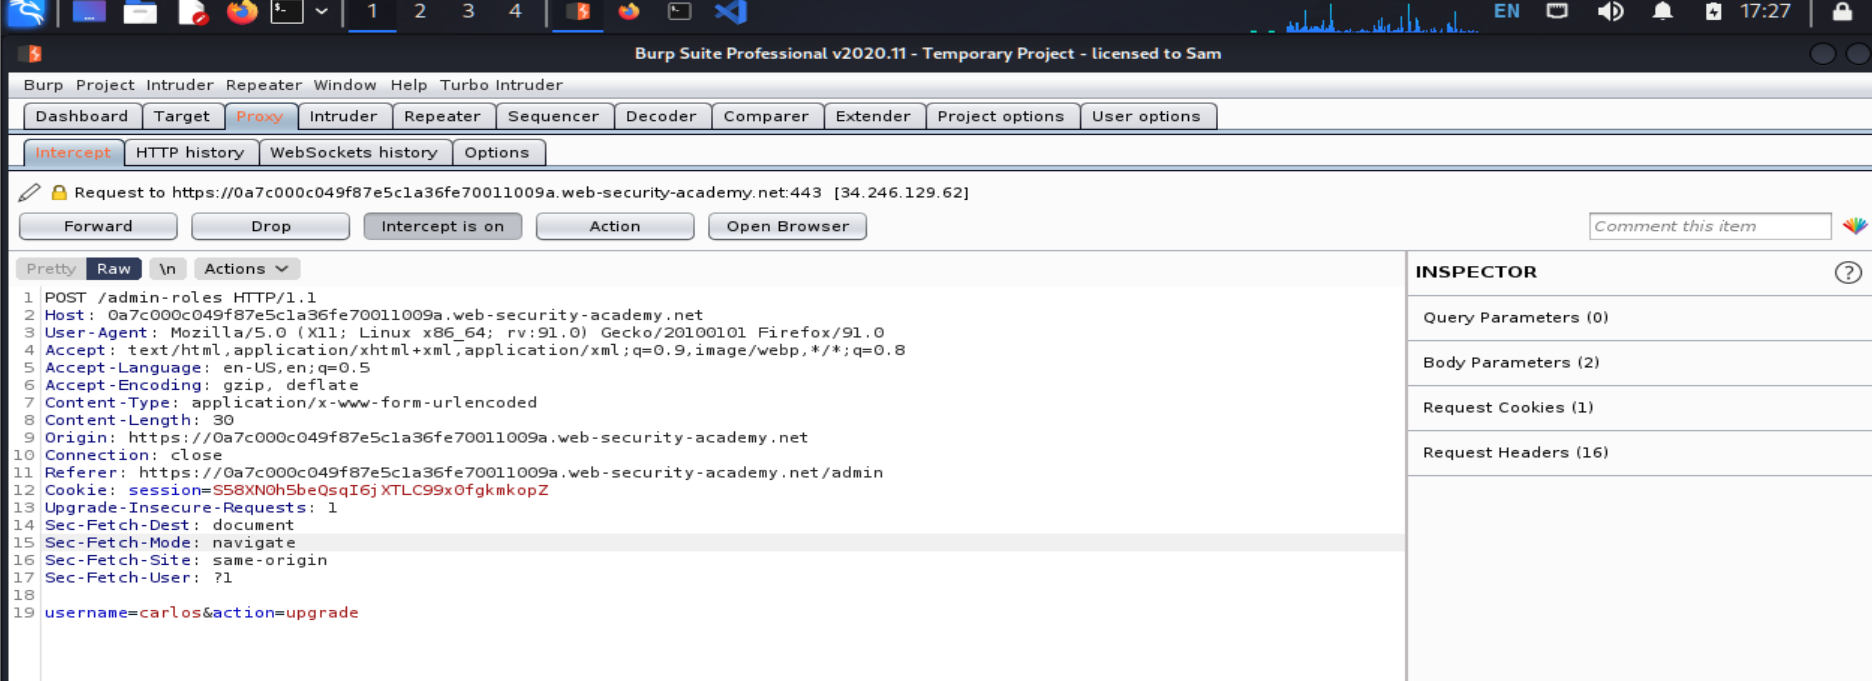 1 2 3 4 EN 17:27
Burp Suite Professional v2020.11 - Temporary Project - licensed to Sam
Burp Project Intruder Repeater Window Help Turbo Intruder
Dashboard Target Proxy Intruder Repeater Sequencer Decoder Comparer Extender Project options User options
Intercept HTTP history WebSockets history Options
Request to https://0a7c000c049f87e5c1a36fe70011009a.web-security-academy.net:443 [34.246.129.62]
Forward Drop Intercept is on Action Open Browser Comment this item
Pretty Raw \n Actions
INSPECTOR ?
1 POST /admin-roles HTTP/1.1
2 Host: 0a7c000c049f87e5c1a36fe70011009a.web-security-academy.net
3 User-Agent: Mozilla/5.0 (X11; Linux x86_64; rv:91.0) Gecko/20100101 Firefox/91.0
4 Accept: text/html,application/xhtml+xml,application/xml;q=0.9,image/webp,*/*;q=0.8
5 Accept-Language: en-US,en;q=0.5
6 Accept-Encoding: gzip, deflate
7 Content-Type: application/x-www-form-urlencoded
8 Content-Length: 30
9 Origin: https://0a7c000c049f87e5c1a36fe70011009a.web-security-academy.net
10 Connection: close
11 Referer: https://0a7c000c049f87e5c1a36fe70011009a.web-security-academy.net/admin
12 Cookie: session=S58XN0h5beQsqI6jXTLC99x0fgkmkopZ
13 Upgrade-Insecure-Requests: 1
14 Sec-Fetch-Dest: document
15 Sec-Fetch-Mode: navigate
16 Sec-Fetch-Site: same-origin
17 Sec-Fetch-User: ?1
18
19 username=carlos&action=upgrade
Query Parameters (0)
Body Parameters (2)
Request Cookies (1)
Request Headers (16)